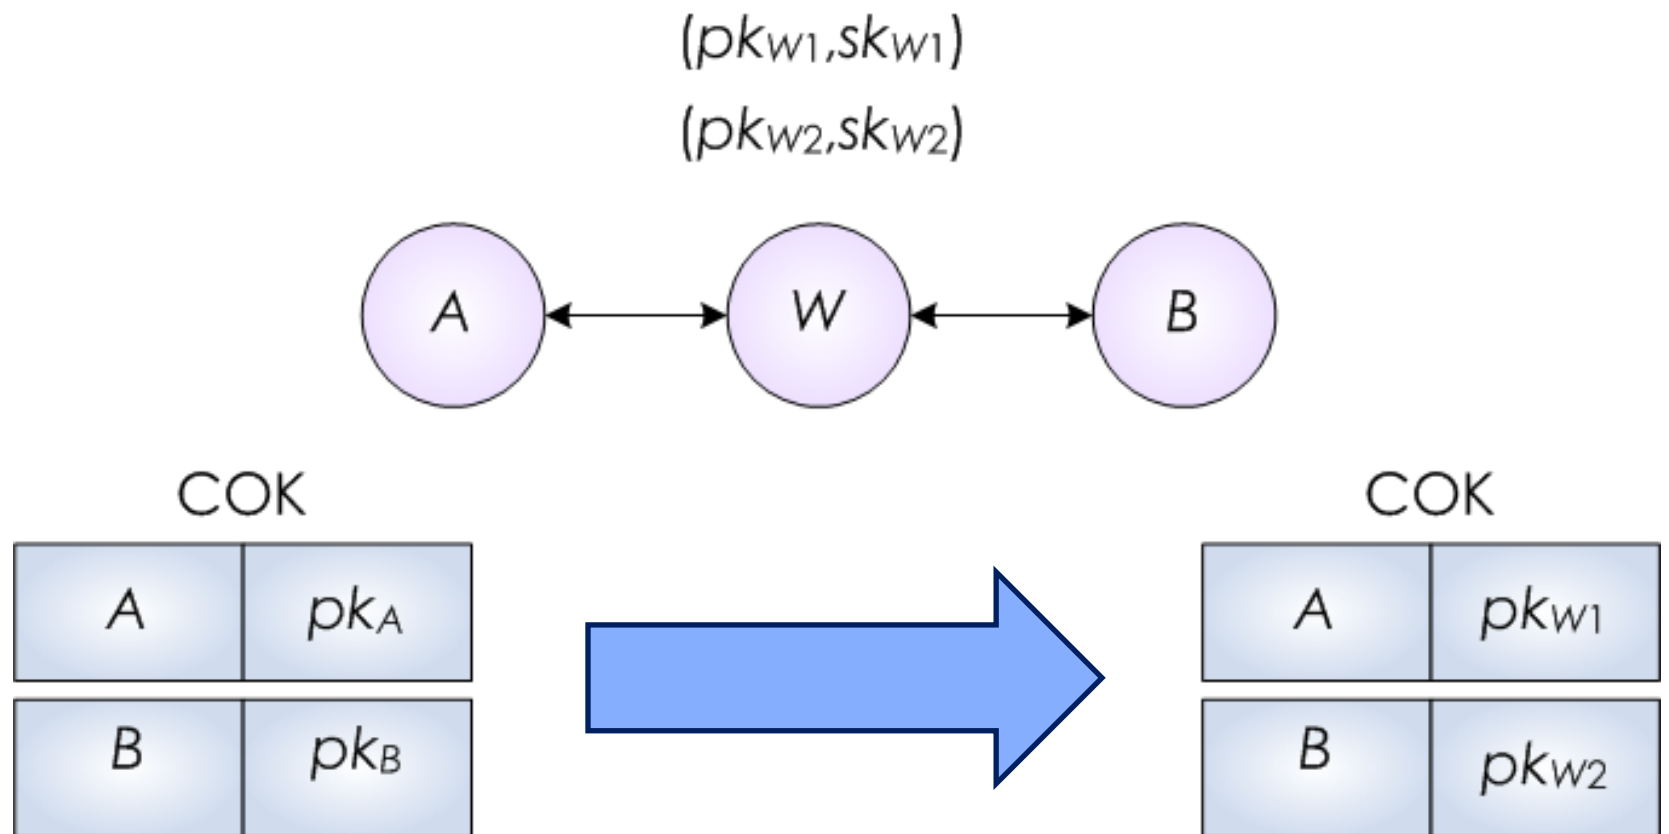 (pkW1,skW1)
(pkW2,skW2)
A W B
COK COK
A pkA A pkW1
B pkB B pkW2